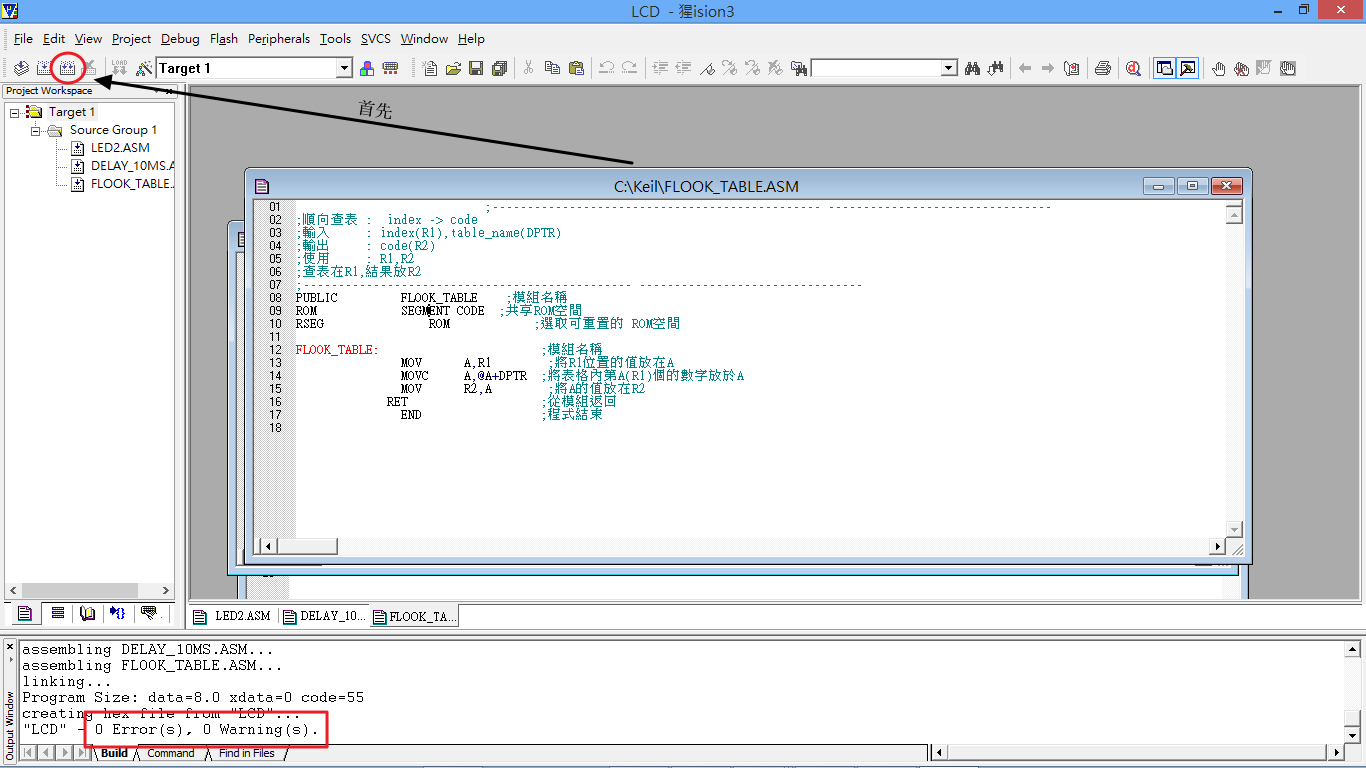 LCD - 猩ision3
File Edit View Project Debug Flash Peripherals Tools SVCS Window Help
LOAD
Target 1
首先
Project Workspace
Target 1
Source Group 1
LED2.ASM
DELAY_10MS.A
FLOOK_TABLE.
C:\Keil\FLOOK_TABLE.ASM
01 ;----------------------------------------------- --------------------------------
02 ;順向查表 : index -> code
03 ;輸入 : index(R1),table_name(DPTR)
04 ;輸出 : code(R2)
05 ;使用 : R1,R2
06 ;查表在R1,結果放R2
07 ;----------------------------------------------- --------------------------------
08 PUBLIC FLOOK_TABLE ;模組名稱
09 ROM SEGMENT CODE ;共享ROM空間
10 RSEG ROM ;選取可重置的 ROM空間
11
12 FLOOK_TABLE: ;模組名稱
13 MOV A,R1 ;將R1位置的值放在A
14 MOVC A,@A+DPTR ;將表格內第A(R1)個的數字放於A
15 MOV R2,A ;將A的值放在R2
16 RET ;從模組返回
17 END ;程式結束
18
LED2.ASM DELAY_10... FLOOK_TA...
assembling DELAY_10MS.ASM...
assembling FLOOK_TABLE.ASM...
linking...
Program Size: data=8.0 xdata=0 code=55
creating hex file from "LCD"...
"LCD" - 0 Error(s), 0 Warning(s).
Output Window
Build Command Find in Files